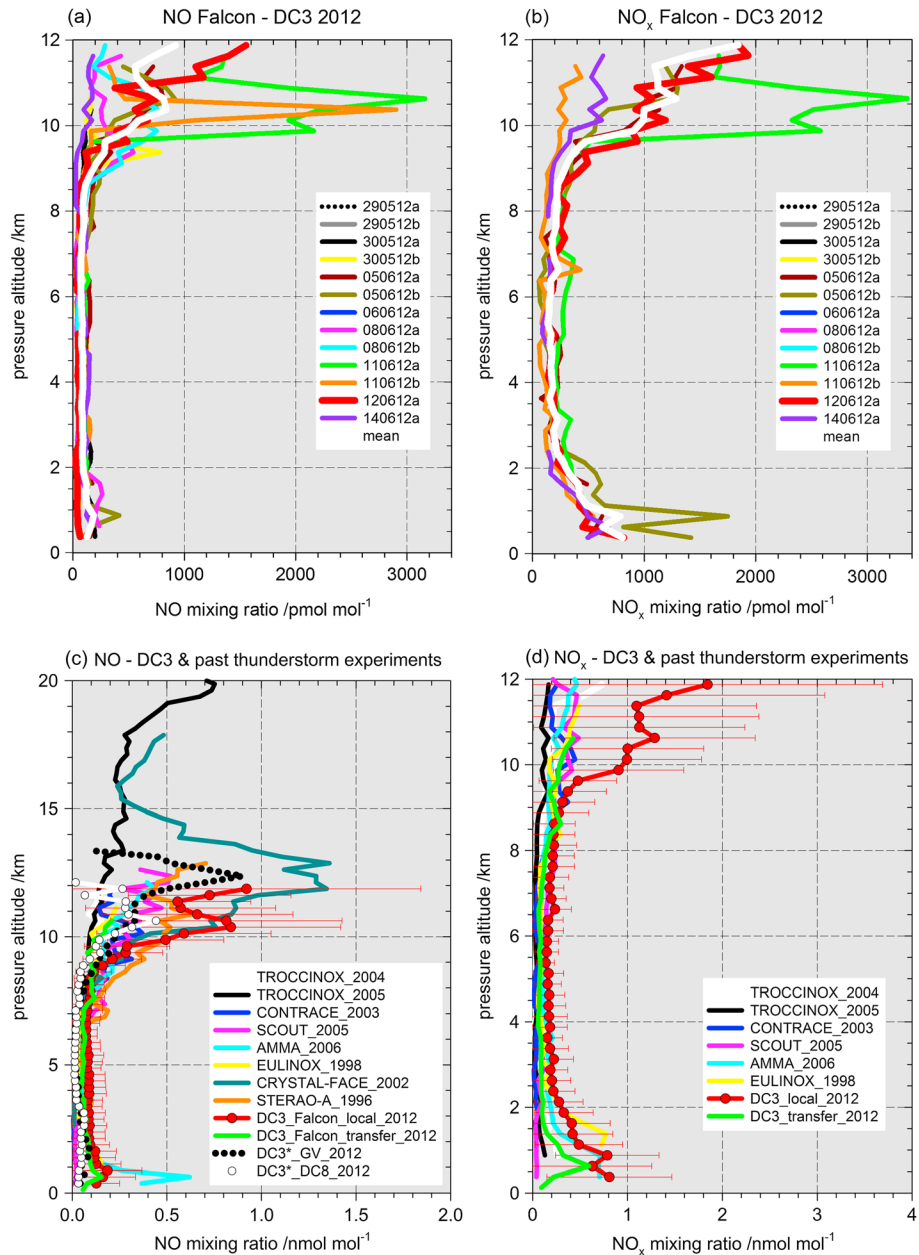 (a) NO Falcon - DC3 2012
12
10
8
6
4
2
0
pressure altitude /km
290512a
290512b
300512a
300512b
050612a
050612b
060612a
080612a
080612b
110612a
110612b
120612a
140612a
mean
0 1000 2000 3000
NO mixing ratio /pmol mol-1
(b) NOx Falcon - DC3 2012
12
10
8
6
4
2
0
pressure altitude /km
290512a
290512b
300512a
300512b
050612a
050612b
060612a
080612a
080612b
110612a
110612b
120612a
140612a
mean
0 1000 2000 3000
NOx mixing ratio /pmol mol-1
(c) NO - DC3 & past thunderstorm experiments
20
15
10
5
0
pressure altitude /km
TROCCINOX_2004
TROCCINOX_2005
CONTRACE_2003
SCOUT_2005
AMMA_2006
EULINOX_1998
CRYSTAL-FACE_2002
STERAO-A_1996
DC3_Falcon_local_2012
DC3_Falcon_transfer_2012
DC3*_GV_2012
DC3*_DC8_2012
0.0 0.5 1.0 1.5 2.0
NO mixing ratio /nmol mol-1
(d) NOx - DC3 & past thunderstorm experiments
12
10
8
6
4
2
0
pressure altitude /km
TROCCINOX_2004
TROCCINOX_2005
CONTRACE_2003
SCOUT_2005
AMMA_2006
EULINOX_1998
DC3_local_2012
DC3_transfer_2012
0 1 2 3 4
NOx mixing ratio /nmol mol-1